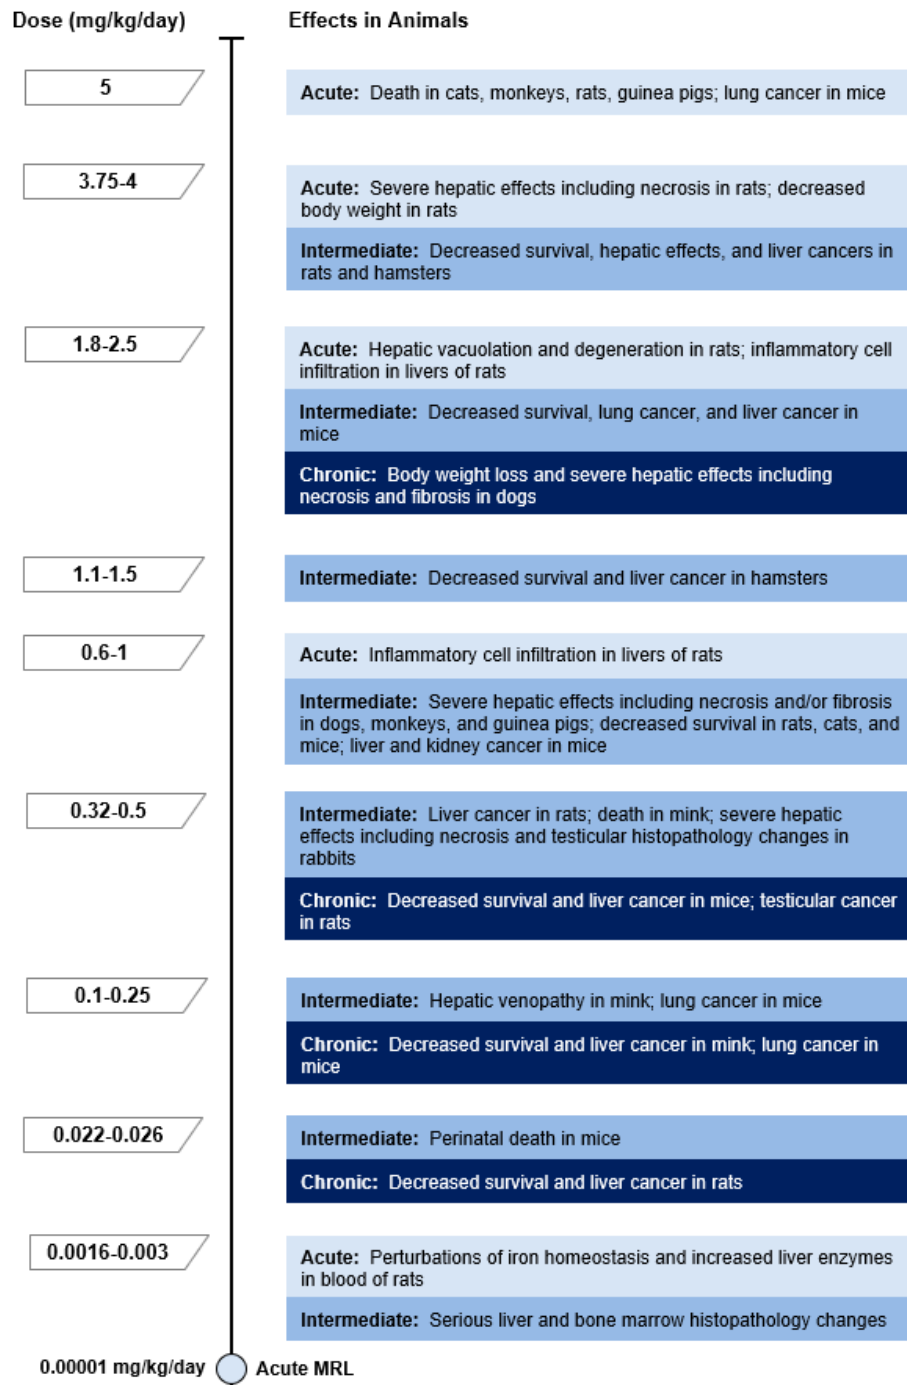 Dose (mg/kg/day)
Effects in Animals
5
Acute: Death in cats, monkeys, rats, guinea pigs; lung cancer in mice
3.75-4
Acute: Severe hepatic effects including necrosis in rats; decreased
body weight in rats
Intermediate: Decreased survival, hepatic effects, and liver cancers in
rats and hamsters
1.8-2.5
Acute: Hepatic vacuolation and degeneration in rats; inflammatory cell
infiltration in livers of rats
Intermediate: Decreased survival, lung cancer, and liver cancer in
mice
Chronic: Body weight loss and severe hepatic effects including
necrosis and fibrosis in dogs
1.1-1.5
Intermediate: Decreased survival and liver cancer in hamsters
0.6-1
Acute: Inflammatory cell infiltration in livers of rats
Intermediate: Severe hepatic effects including necrosis and/or fibrosis
in dogs, monkeys, and guinea pigs; decreased survival in rats, cats, and
mice; liver and kidney cancer in mice
0.32-0.5
Intermediate: Liver cancer in rats; death in mink; severe hepatic
effects including necrosis and testicular histopathology changes in
rabbits
Chronic: Decreased survival and liver cancer in mice; testicular cancer
in rats
0.1-0.25
Intermediate: Hepatic venopathy in mink; lung cancer in mice
Chronic: Decreased survival and liver cancer in mink; lung cancer in
mice
0.022-0.026
Intermediate: Perinatal death in mice
Chronic: Decreased survival and liver cancer in rats
0.0016-0.003
Acute: Perturbations of iron homeostasis and increased liver enzymes
in blood of rats
Intermediate: Serious liver and bone marrow histopathology changes
0.00001 mg/kg/day
Acute MRL